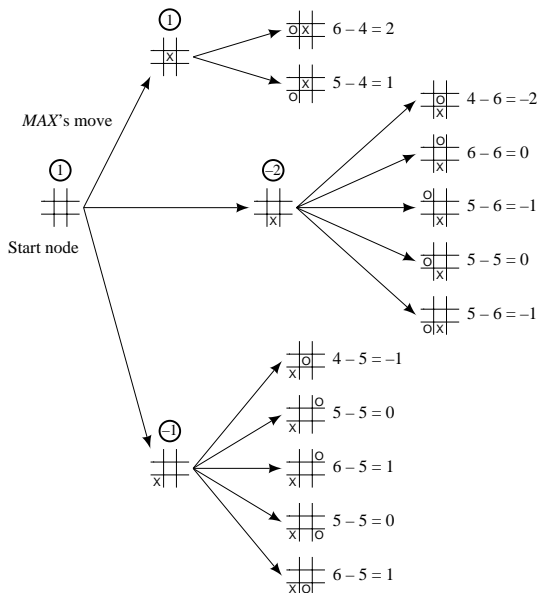 1
X
O X 6 – 4 = 2
X
O 5 – 4 = 1
MAX's move
1
Start node
–2
X
O
X 4 – 6 = –2
O
X 6 – 6 = 0
O
X 5 – 6 = –1
O
X 5 – 5 = 0
O X 5 – 6 = –1
–1
X
O
X 4 – 5 = –1
O
X 5 – 5 = 0
O
X 6 – 5 = 1
X O 5 – 5 = 0
X O 6 – 5 = 1